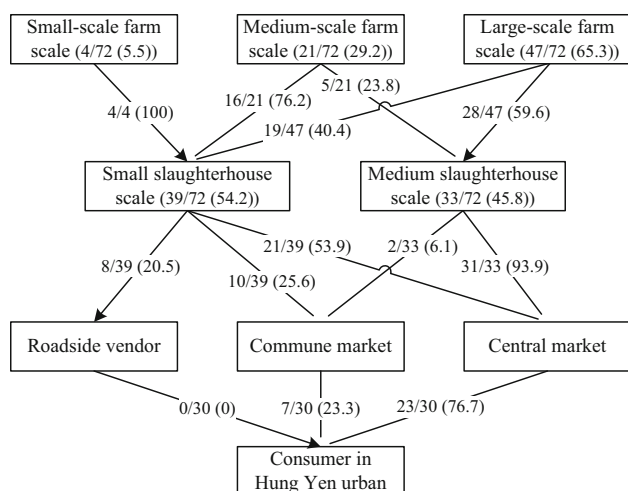 Small-scale farm
scale (4/72 (5.5))
Medium-scale farm
scale (21/72 (29.2))
Large-scale farm
scale (47/72 (65.3))
4/4 (100)
16/21 (76.2)
5/21 (23.8)
19/47 (40.4)
28/47 (59.6)
Small slaughterhouse
scale (39/72 (54.2))
Medium slaughterhouse
scale (33/72 (45.8))
8/39 (20.5)
10/39 (25.6)
21/39 (53.9)
2/33 (6.1)
31/33 (93.9)
Roadside vendor
Commune market
Central market
0/30 (0)
7/30 (23.3)
23/30 (76.7)
Consumer in
Hung Yen urban